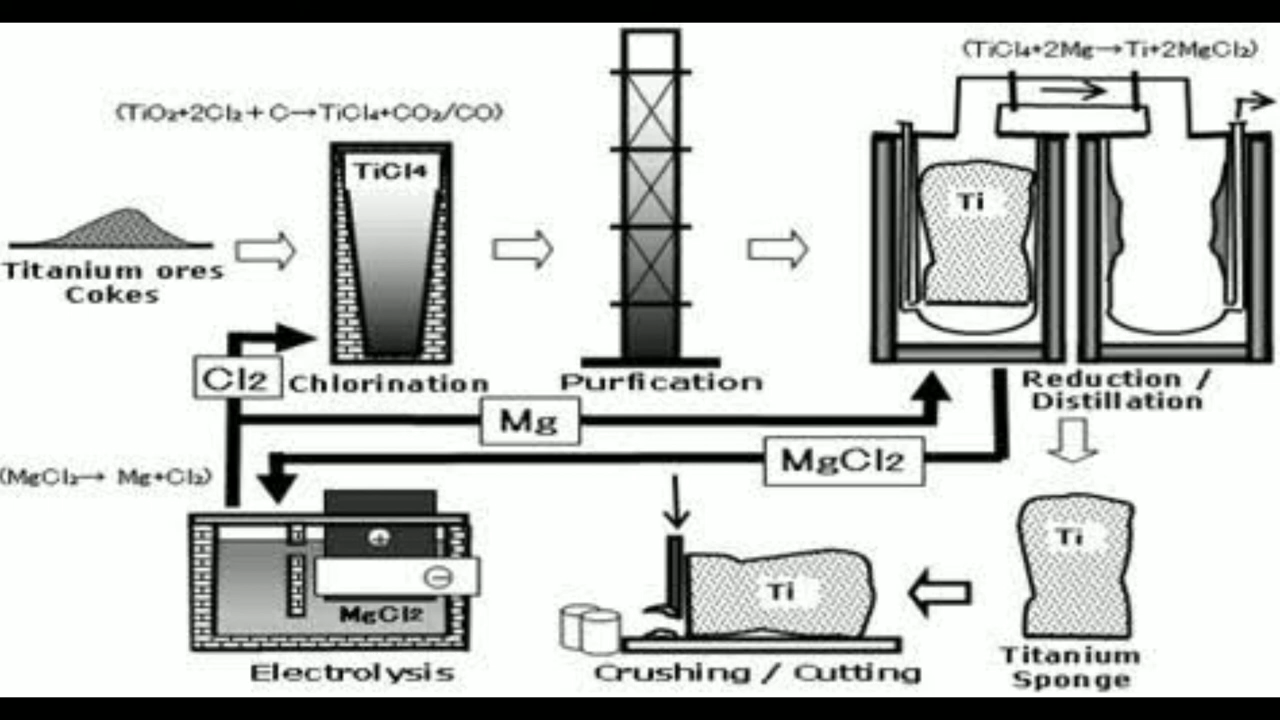 (TiCl₄+2Mg→Ti+2MgCl₂)
(TiO₂+2Cl₂+C→TiCl₄+CO₂/CO)
TiCl4
Ti
Titanium ores
Cokes
Cl2
Chlorination
Purfication
Reduction /
Distillation
Mg
MgCl2
(MgCl₂→ Mg+Cl₂)
+
−
MgCl2
Electrolysis
Ti
Crushing / Cutting
Ti
Titanium
Sponge